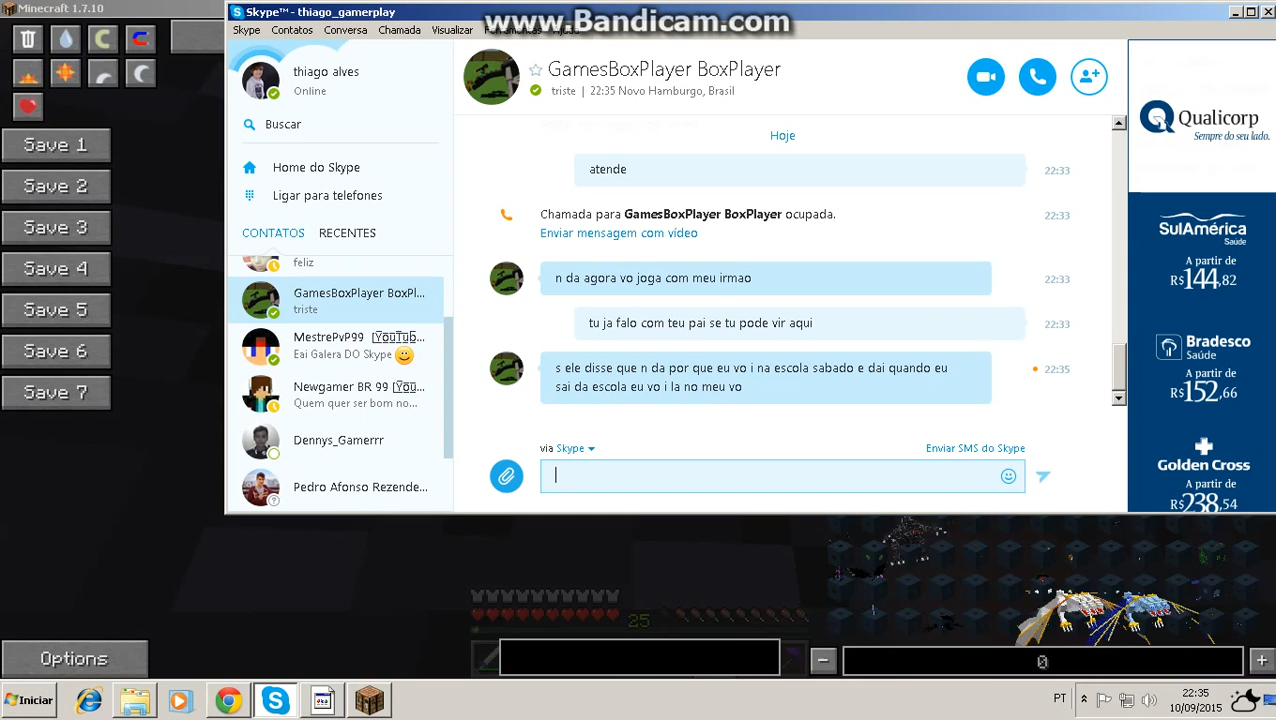 Minecraft 1.7.10
Skype™ - thiago_gamerplay
www.Bandicam.com
Skype Contatos Conversa Chamada Visualizar Ferramentas Ajuda
thiago alves
Online
GamesBoxPlayer BoxPlayer
triste | 22:35 Novo Hamburgo, Brasil
Buscar
Home do Skype
Ligar para telefones
CONTATOS RECENTES
feliz
GamesBoxPlayer BoxPl...
triste
MestrePvP99 [YouTub...
Eai Galera DO Skype
Newgamer BR 99 [You...
Quem quer ser bom no...
Dennys_Gamerrr
Pedro Afonso Rezende...
Hoje
atende 22:33
Chamada para GamesBoxPlayer BoxPlayer ocupada. 22:33
Enviar mensagem com vídeo
n da agora vo joga com meu irmao 22:33
tu ja falo com teu pai se tu pode vir aqui 22:33
s ele disse que n da por que eu vo i na escola sabado e dai quando eu 22:35
sai da escola eu vo i la no meu vo
via Skype Enviar SMS do Skype
Qualicorp
Sempre do seu lado.
SulAmérica
Saúde
A partir de
R$144,82
Bradesco
Saúde
A partir de
R$152,66
Golden Cross
A partir de
R$238,54
Save 1
Save 2
Save 3
Save 4
Save 5
Save 6
Save 7
Options
25
0
Iniciar
PT
22:35
10/09/2015